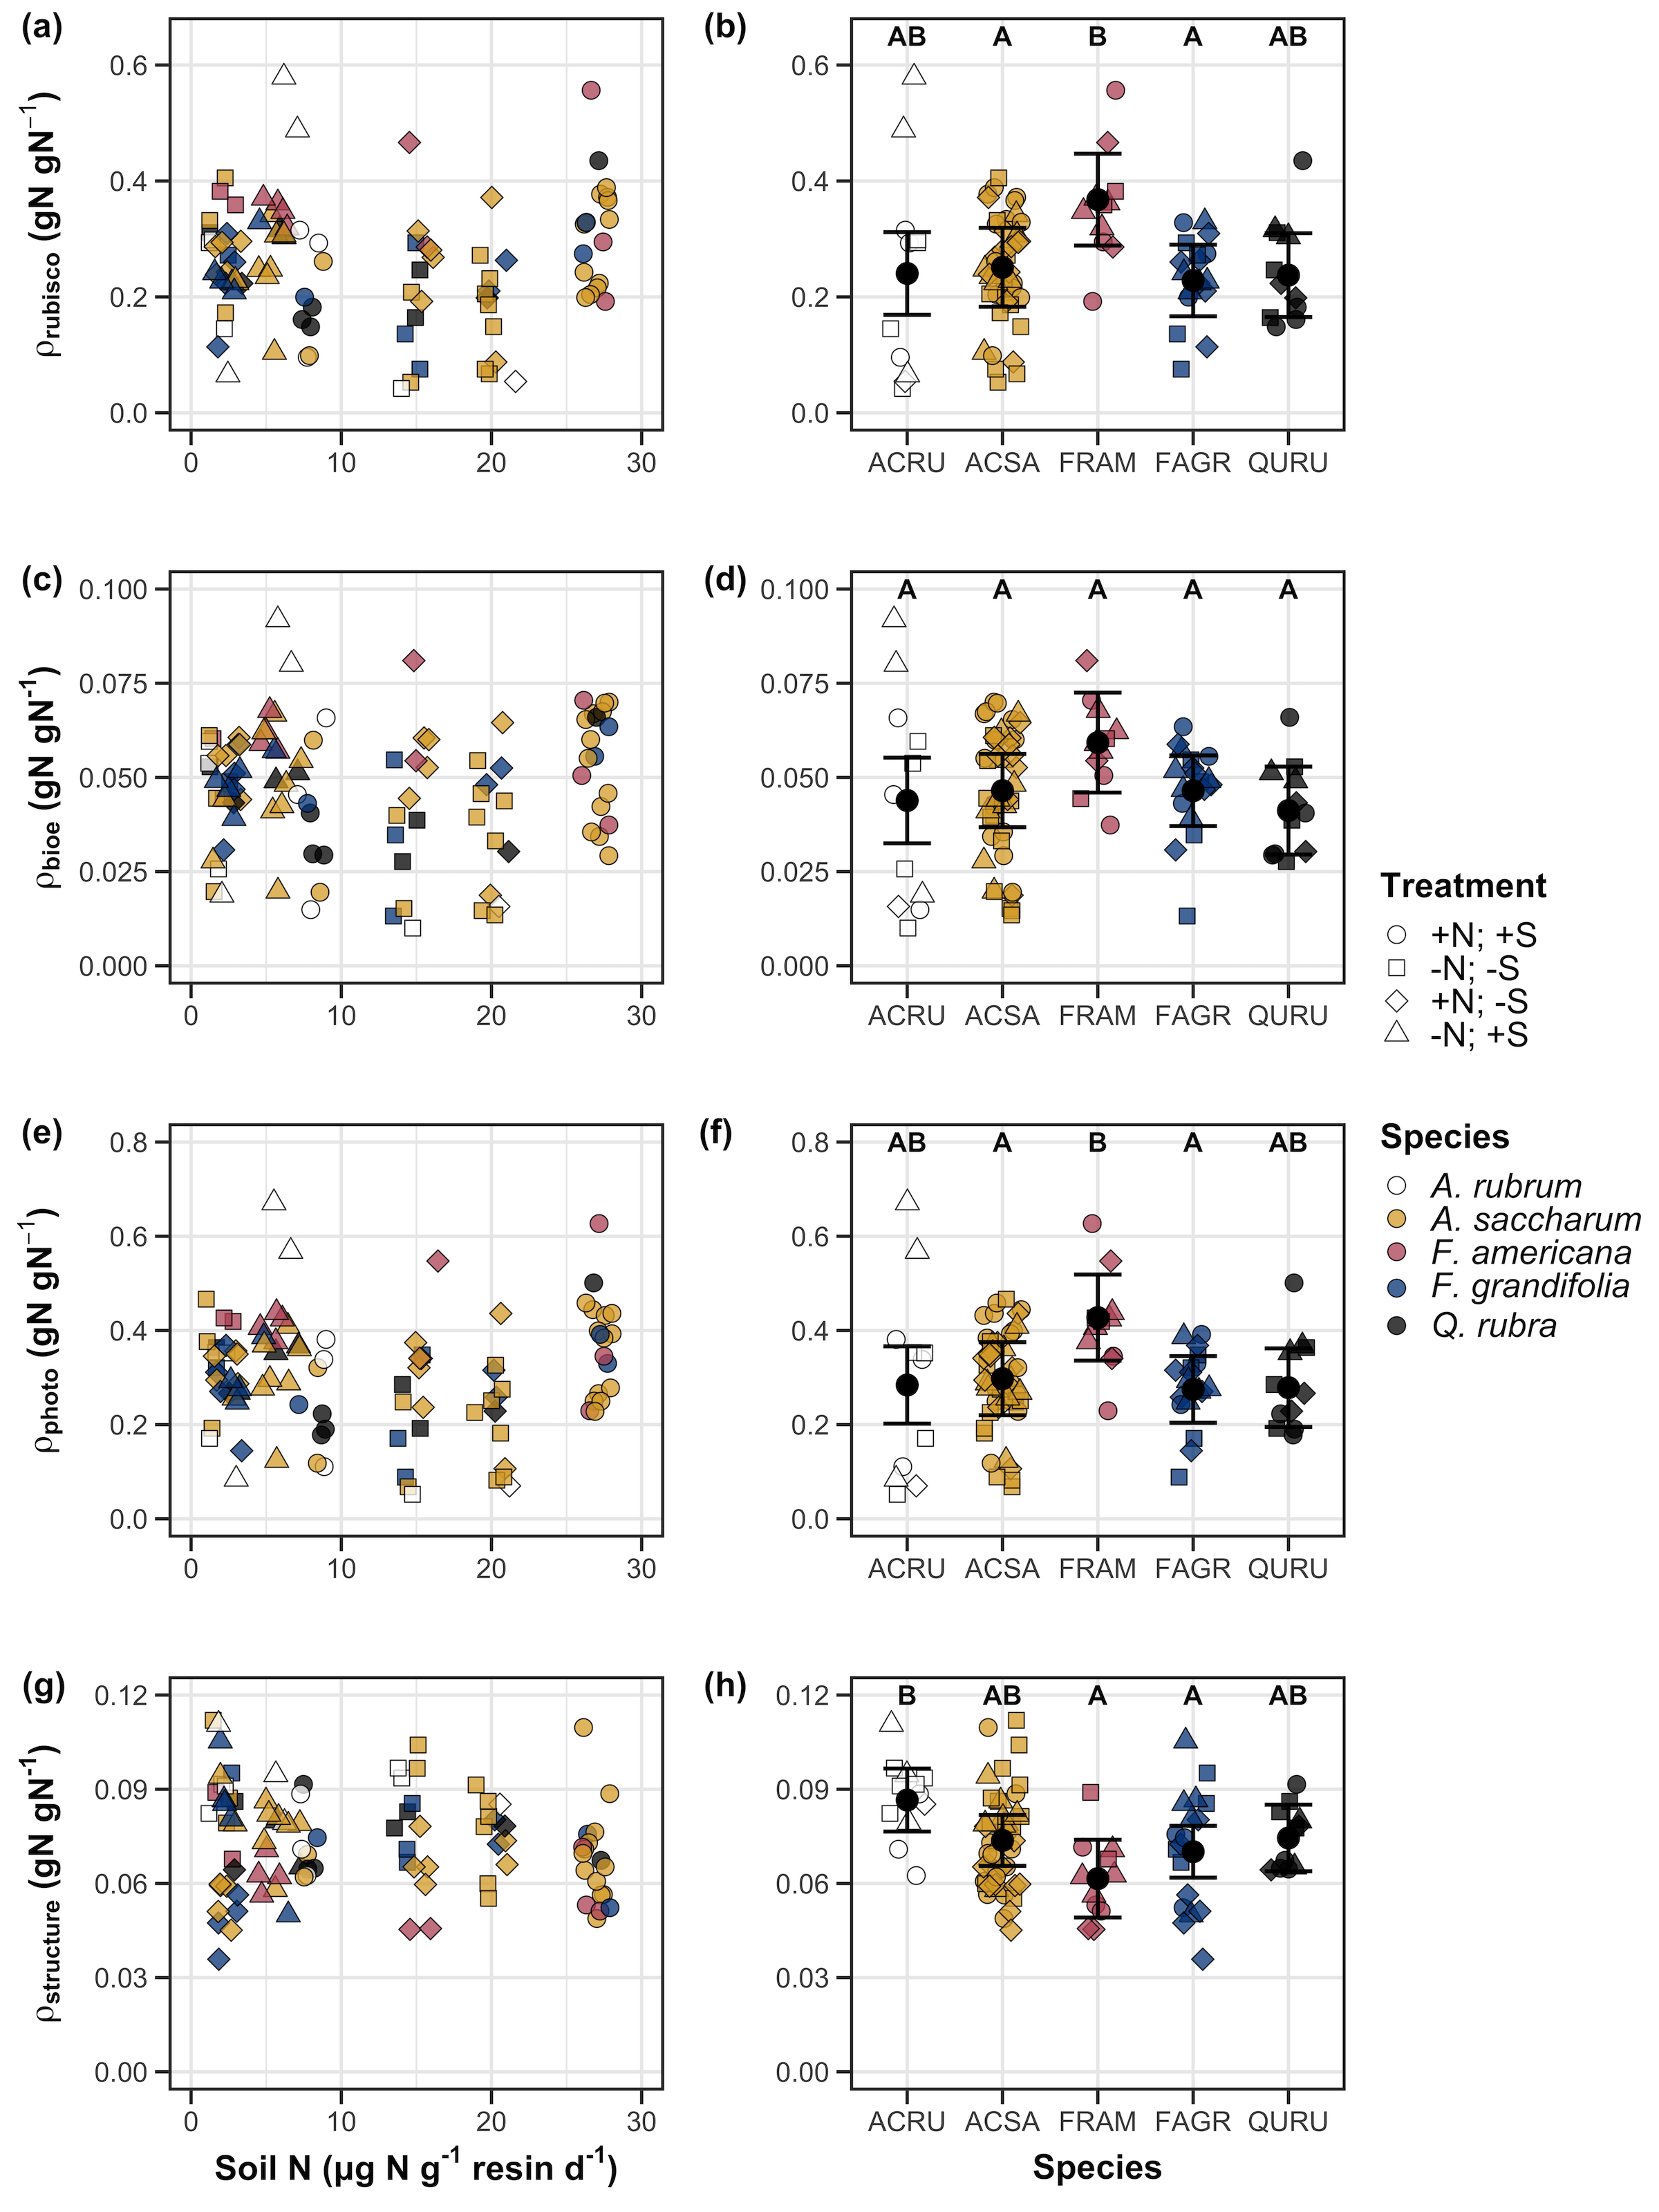 (a)
ρrubisco (gN gN−1)
0.6
0.4
0.2
0.0
0 10 20 30
(b)
AB A B A AB
0.6
0.4
0.2
0.0
ACRU ACSA FRAM FAGR QURU
(c)
ρbioe (gN gN-1)
0.100
0.075
0.050
0.025
0.000
0 10 20 30
(d)
A A A A A
0.100
0.075
0.050
0.025
0.000
ACRU ACSA FRAM FAGR QURU
Treatment
+N; +S
-N; -S
+N; -S
-N; +S
(e)
ρphoto (gN gN−1)
0.8
0.6
0.4
0.2
0.0
0 10 20 30
(f)
AB A B A AB
0.8
0.6
0.4
0.2
0.0
ACRU ACSA FRAM FAGR QURU
Species
A. rubrum
A. saccharum
F. americana
F. grandifolia
Q. rubra
(g)
ρstructure (gN gN-1)
0.12
0.09
0.06
0.03
0.00
0 10 20 30
Soil N (μg N g-1 resin d-1)
(h)
B AB A A AB
0.12
0.09
0.06
0.03
0.00
ACRU ACSA FRAM FAGR QURU
Species